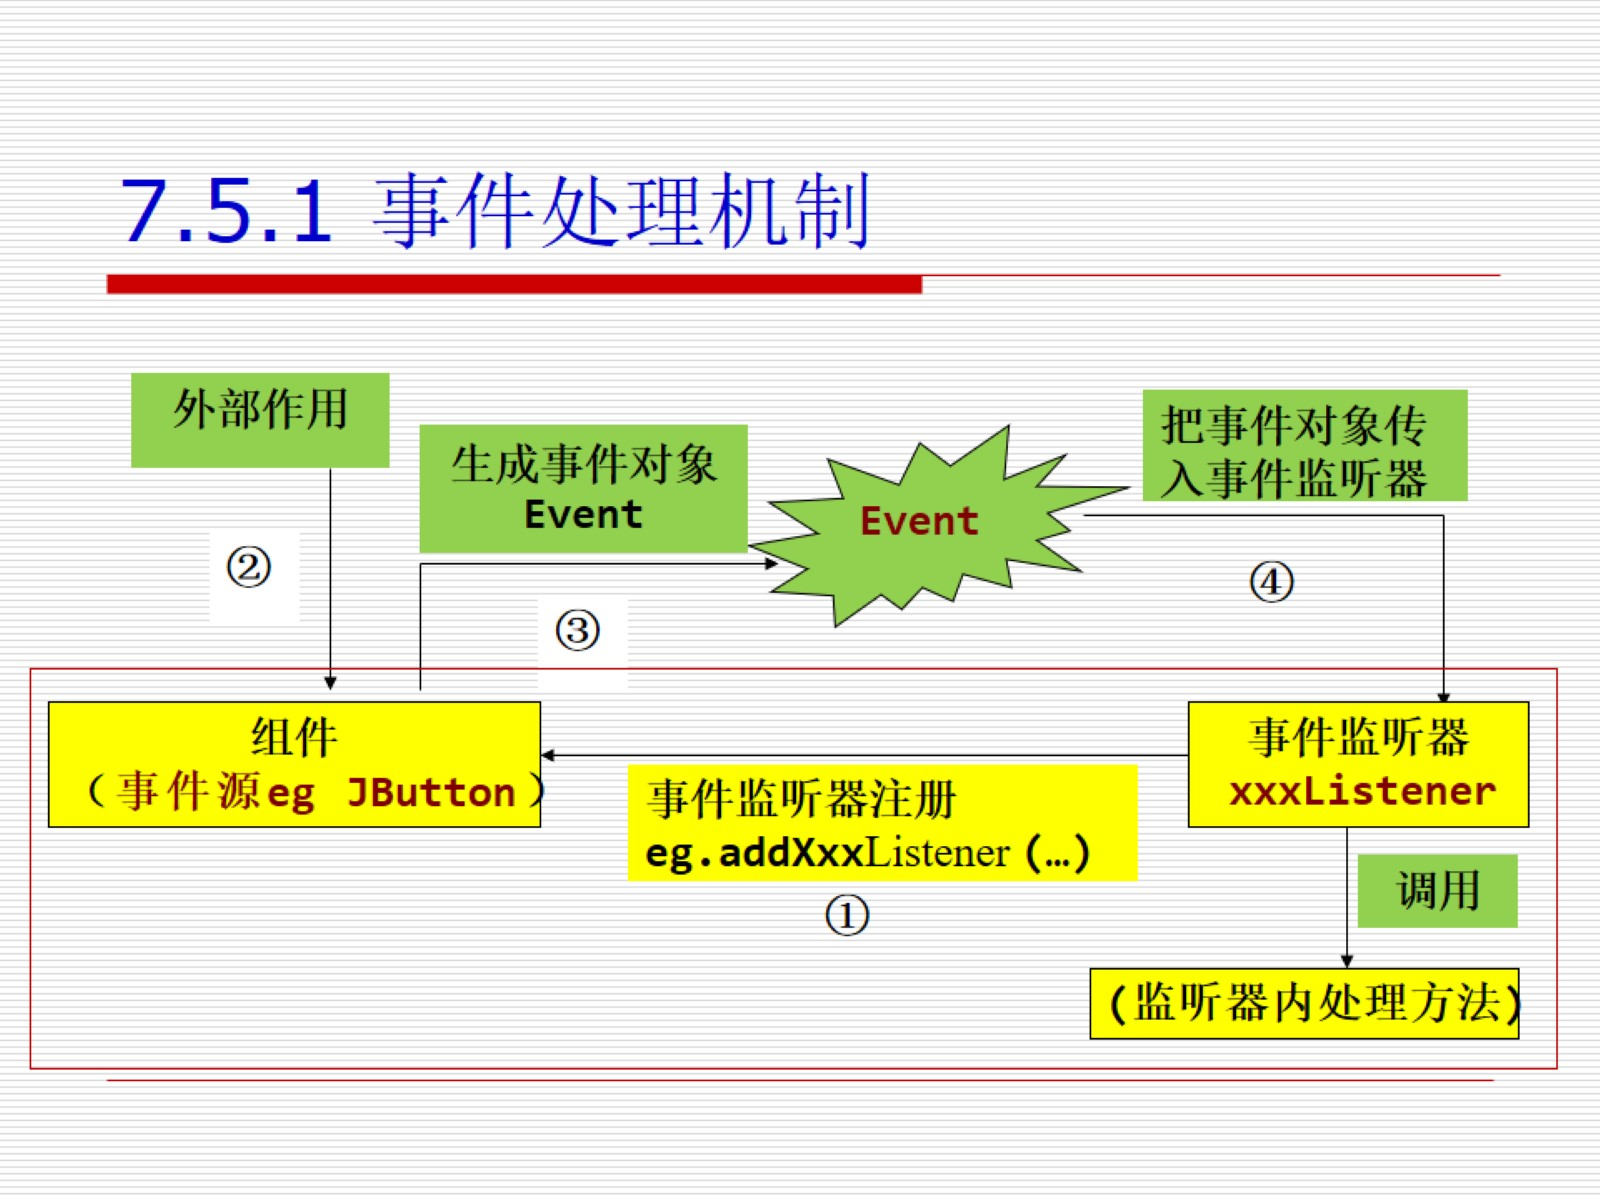 7.5.1 事件处理机制
外部作用
生成事件对象
Event
Event
把事件对象传
入事件监听器
②
③
④
组件
（事件源eg JButton）
事件监听器
xxxListener
事件监听器注册
eg.addXxxListener (…)
①
调用
(监听器内处理方法)